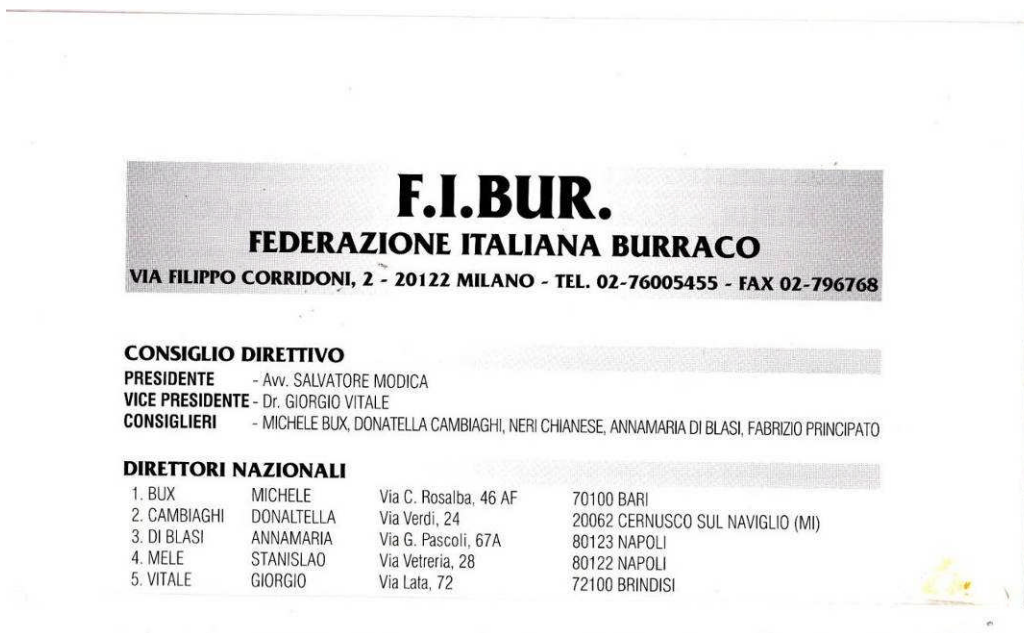 F.I.BUR.
FEDERAZIONE ITALIANA BURRACO
VIA FILIPPO CORRIDONI, 2 - 20122 MILANO - TEL. 02-76005455 - FAX 02-796768
CONSIGLIO DIRETTIVO
PRESIDENTE - Avv. SALVATORE MODICA
VICE PRESIDENTE - Dr. GIORGIO VITALE
CONSIGLIERI - MICHELE BUX, DONATELLA CAMBIAGHI, NERI CHIANESE, ANNAMARIA DI BLASI, FABRIZIO PRINCIPATO
DIRETTORI NAZIONALI
1. BUX MICHELE Via C. Rosalba, 46 AF 70100 BARI
2. CAMBIAGHI DONALTELLA Via Verdi, 24 20062 CERNUSCO SUL NAVIGLIO (MI)
3. DI BLASI ANNAMARIA Via G. Pascoli, 67A 80123 NAPOLI
4. MELE STANISLAO Via Vetreria, 28 80122 NAPOLI
5. VITALE GIORGIO Via Lata, 72 72100 BRINDISI